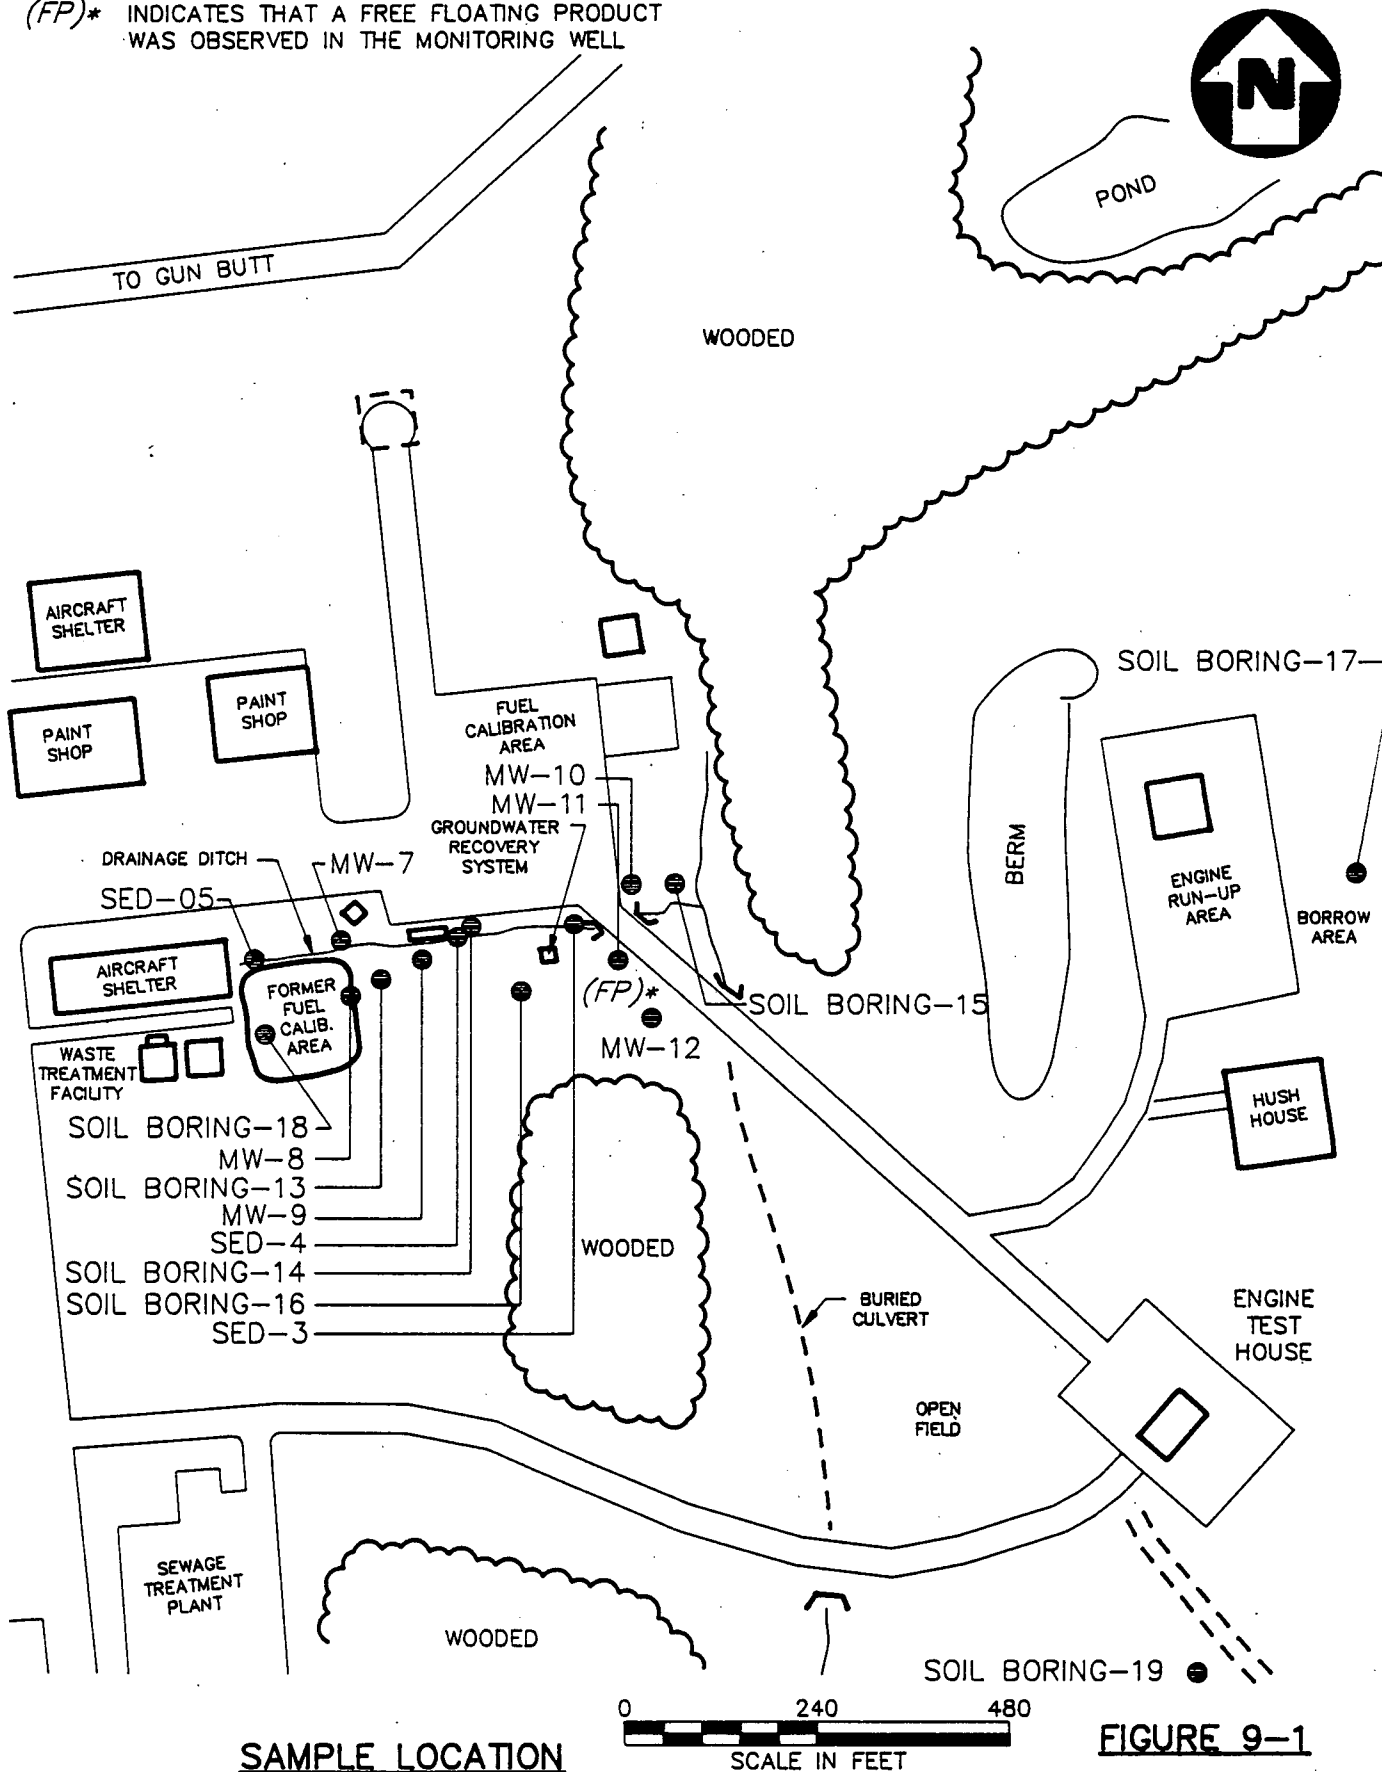 (FP)* INDICATES THAT A FREE FLOATING PRODUCT
WAS OBSERVED IN THE MONITORING WELL
N
POND
TO GUN BUTT
WOODED
AIRCRAFT
SHELTER
SOIL BORING-17
PAINT
SHOP
PAINT
SHOP
FUEL
CALIBRATION
AREA
MW-10
MW-11
GROUNDWATER
RECOVERY
SYSTEM
BERM
ENGINE
RUN-UP
AREA
BORROW
AREA
DRAINAGE DITCH
MW-7
SED-05
AIRCRAFT
SHELTER
FORMER
FUEL
CALIB.
AREA
(FP)*
SOIL BORING-15
MW-12
WASTE
TREATMENT
FACILITY
HUSH
HOUSE
SOIL BORING-18
MW-8
SOIL BORING-13
MW-9
SED-4
SOIL BORING-14
SOIL BORING-16
SED-3
WOODED
BURIED
CULVERT
ENGINE
TEST
HOUSE
OPEN
FIELD
SEWAGE
TREATMENT
PLANT
WOODED
SOIL BORING-19
0 240 480
SCALE IN FEET
SAMPLE LOCATION
FIGURE 9-1